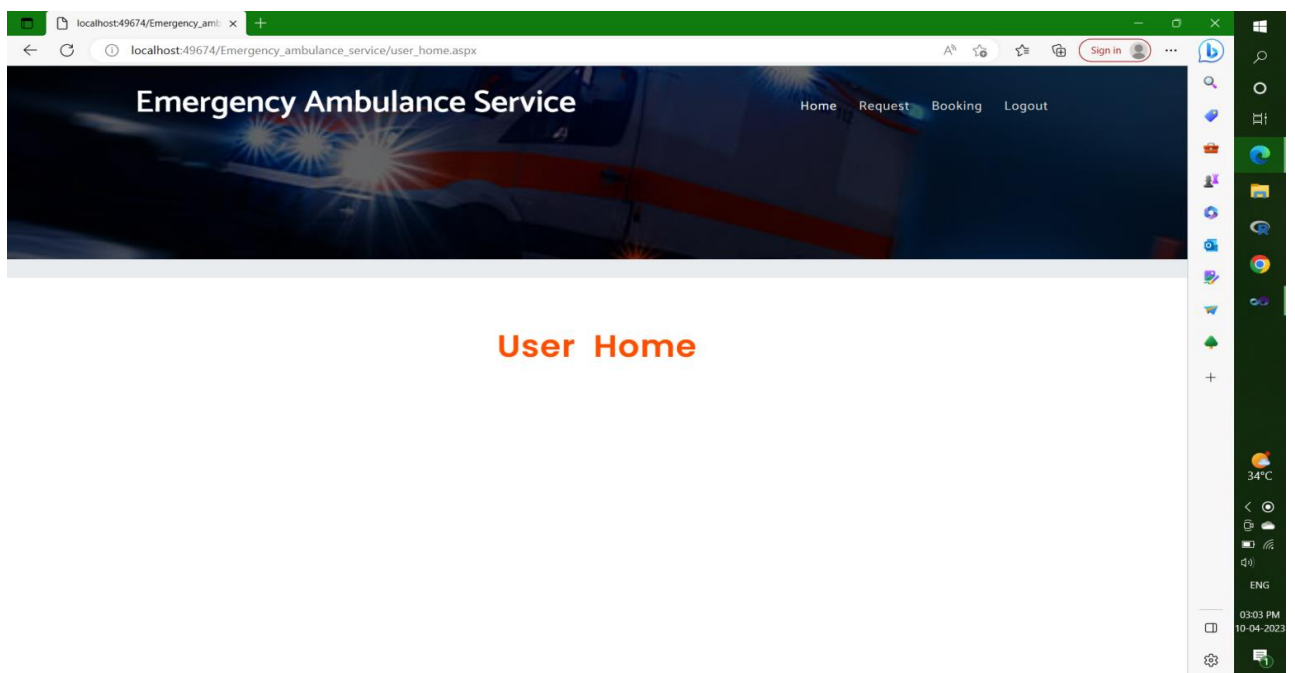 localhost:49674/Emergency_amb
localhost:49674/Emergency_ambulance_service/user_home.aspx
Sign in
Emergency Ambulance Service
Home Request Booking Logout
User Home
34°C
ENG
03:03 PM
10-04-2023
1